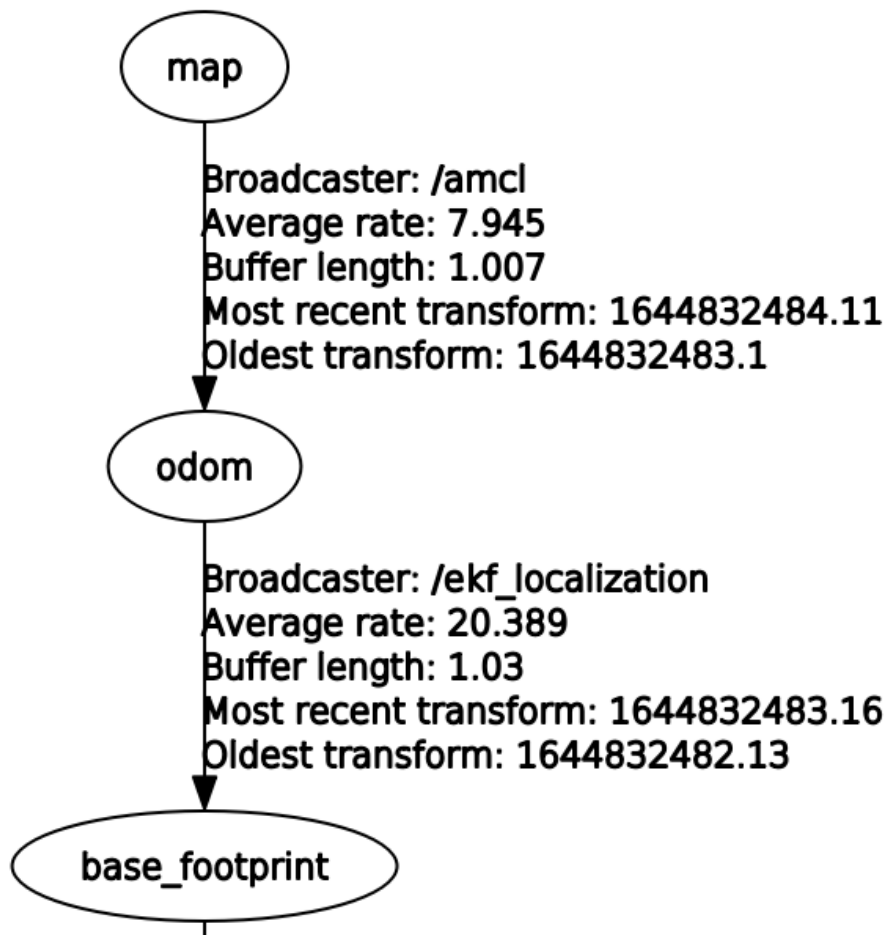 map
Broadcaster: /amcl
Average rate: 7.945
Buffer length: 1.007
Most recent transform: 1644832484.11
Oldest transform: 1644832483.1
odom
Broadcaster: /ekf_localization
Average rate: 20.389
Buffer length: 1.03
Most recent transform: 1644832483.16
Oldest transform: 1644832482.13
base_footprint